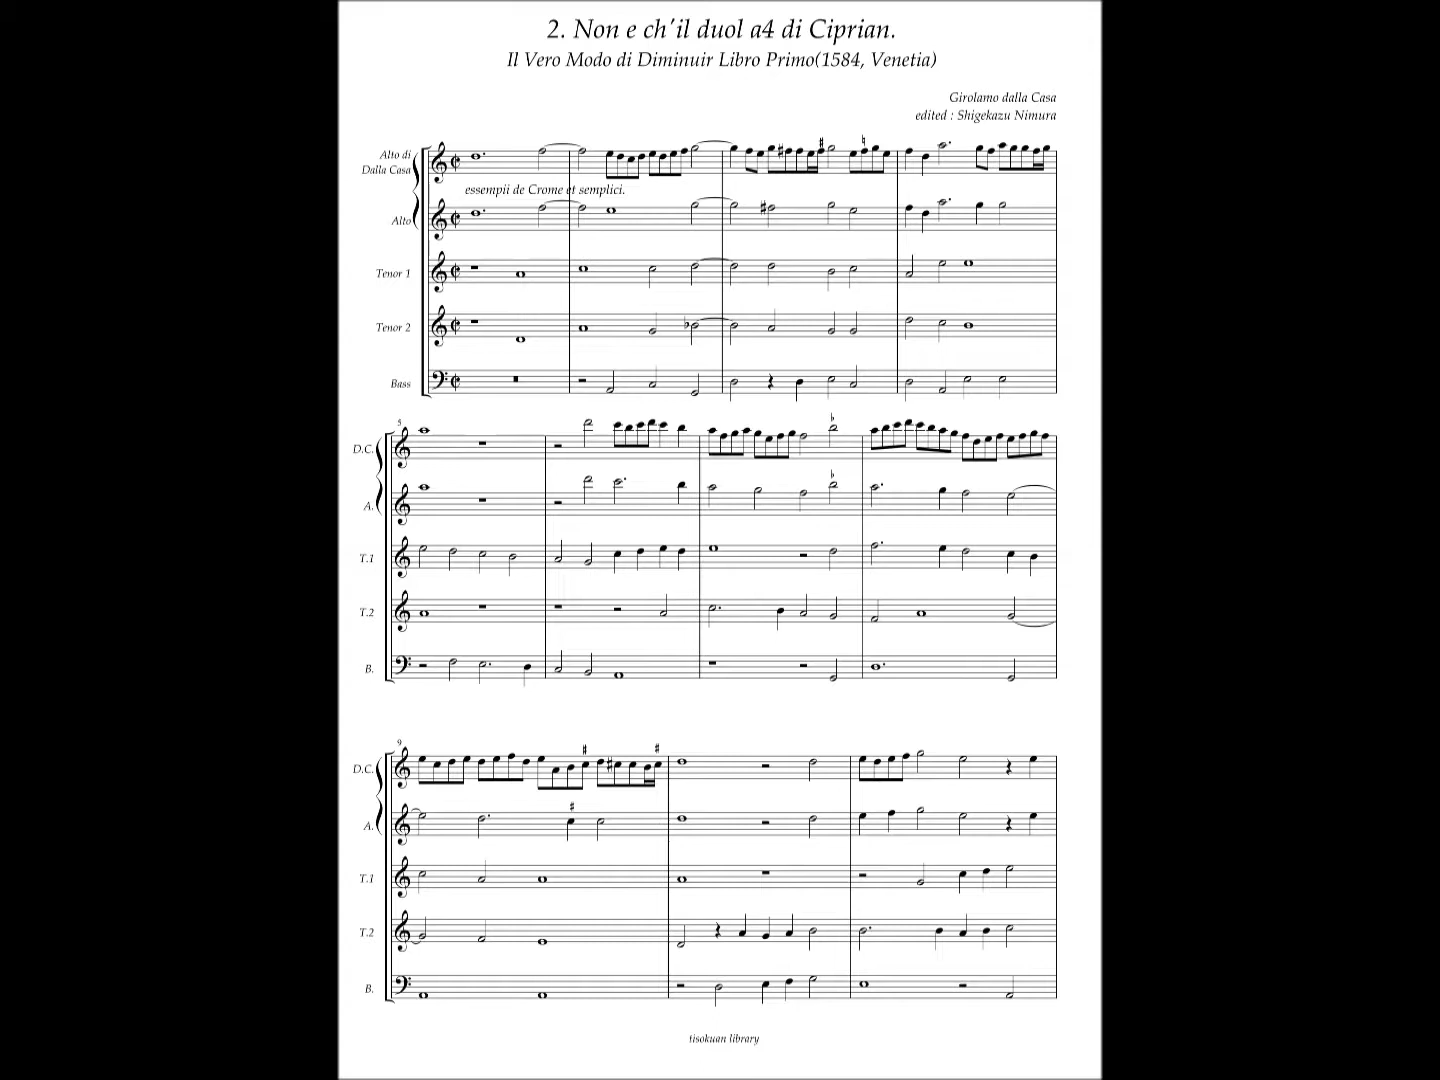 2. Non e ch'il duol a4 di Ciprian.
Il Vero Modo di Diminuir Libro Primo(1584, Venetia)
Girolamo dalla Casa
edited : Shigekazu Nimura
Alto di
Dalla Casa
essempii de Crome et semplici.
Alto
Tenor 1
Tenor 2
Bass
5
D.C.
A.
T.1
T.2
B.
9
D.C.
A.
T.1
T.2
B.
tisokuan library